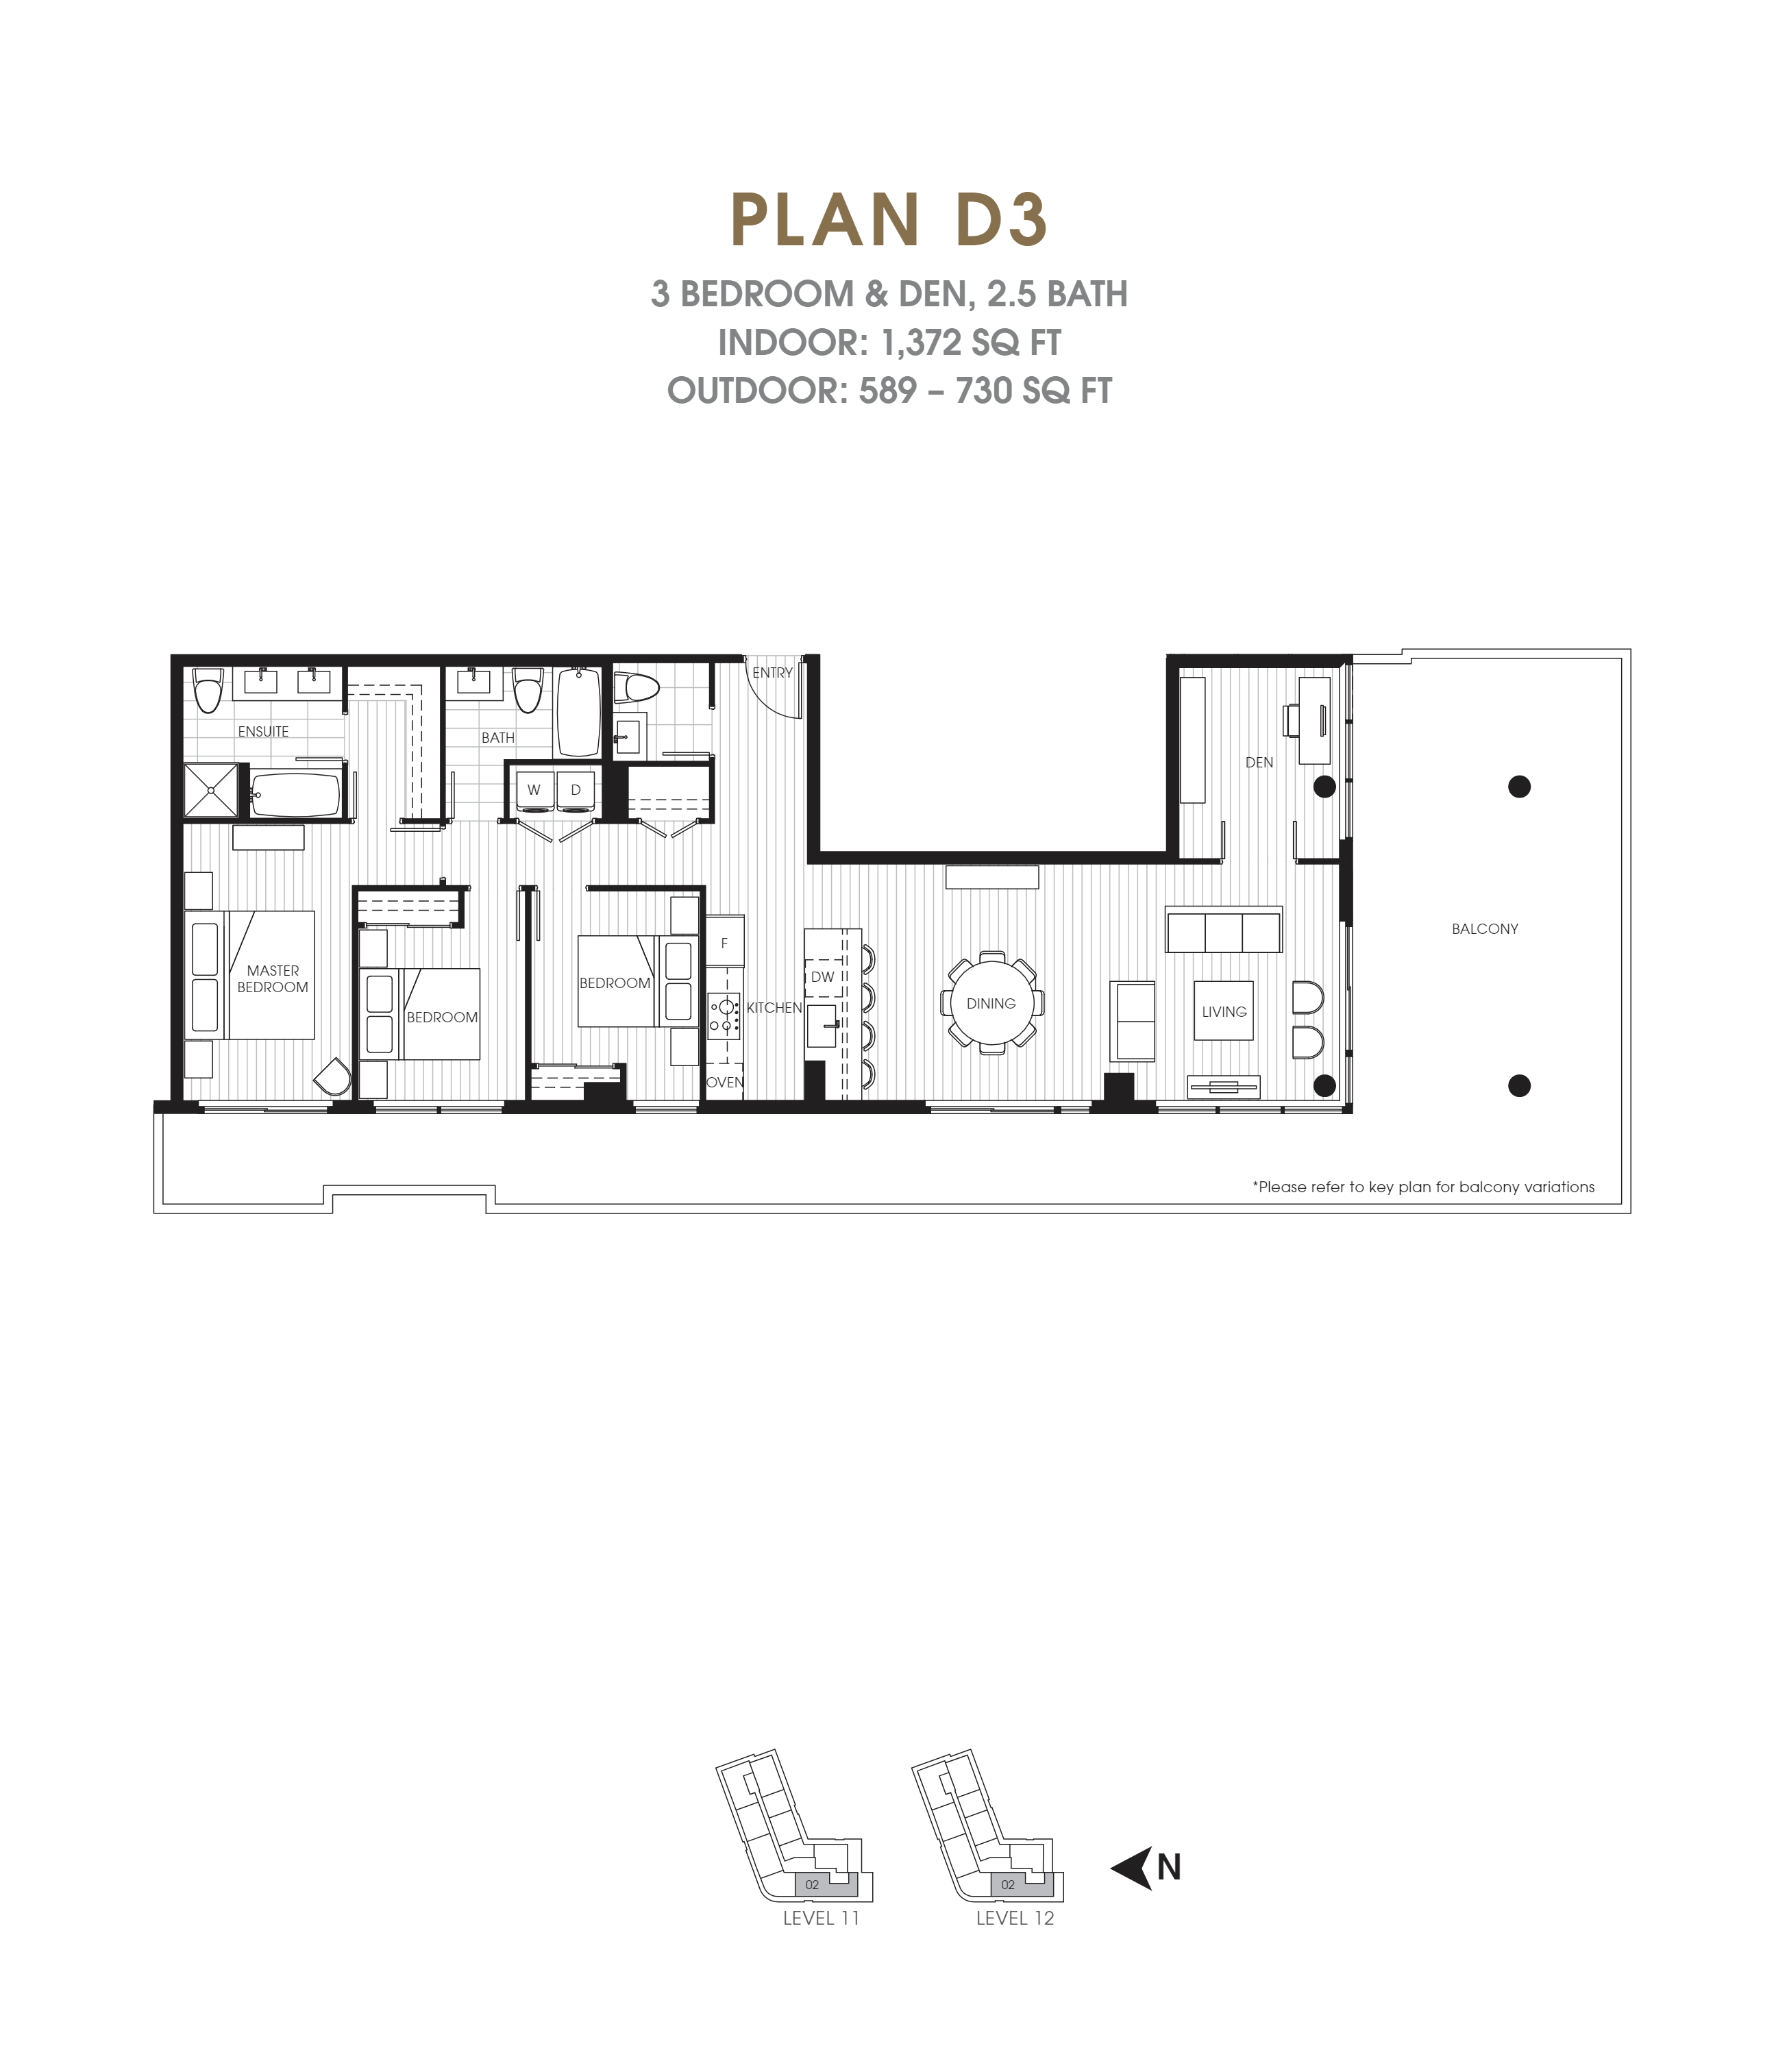 PLAN D3
3 BEDROOM & DEN, 2.5 BATH
INDOOR: 1,372 SQ FT
OUTDOOR: 589 – 730 SQ FT
ENTRY
ENSUITE
BATH
W
D
DEN
BALCONY
F
MASTER
BEDROOM
BEDROOM
BEDROOM
DW
KITCHEN
DINING
LIVING
OVEN
*Please refer to key plan for balcony variations
N
02
02
LEVEL 11
LEVEL 12